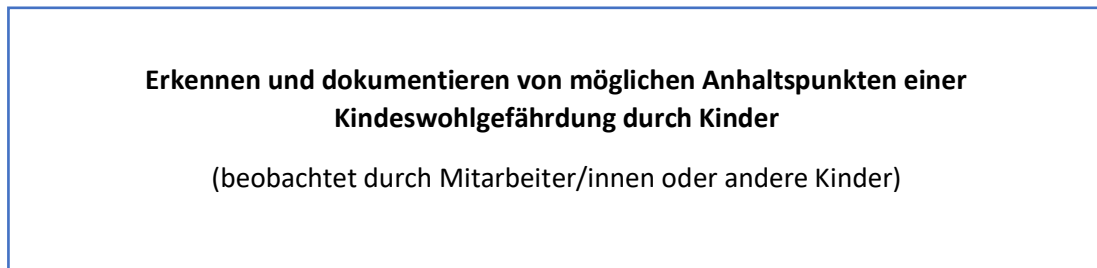 Erkennen und dokumentieren von möglichen Anhaltspunkten einer
Kindeswohlgefährdung durch Kinder
(beobachtet durch Mitarbeiter/innen oder andere Kinder)